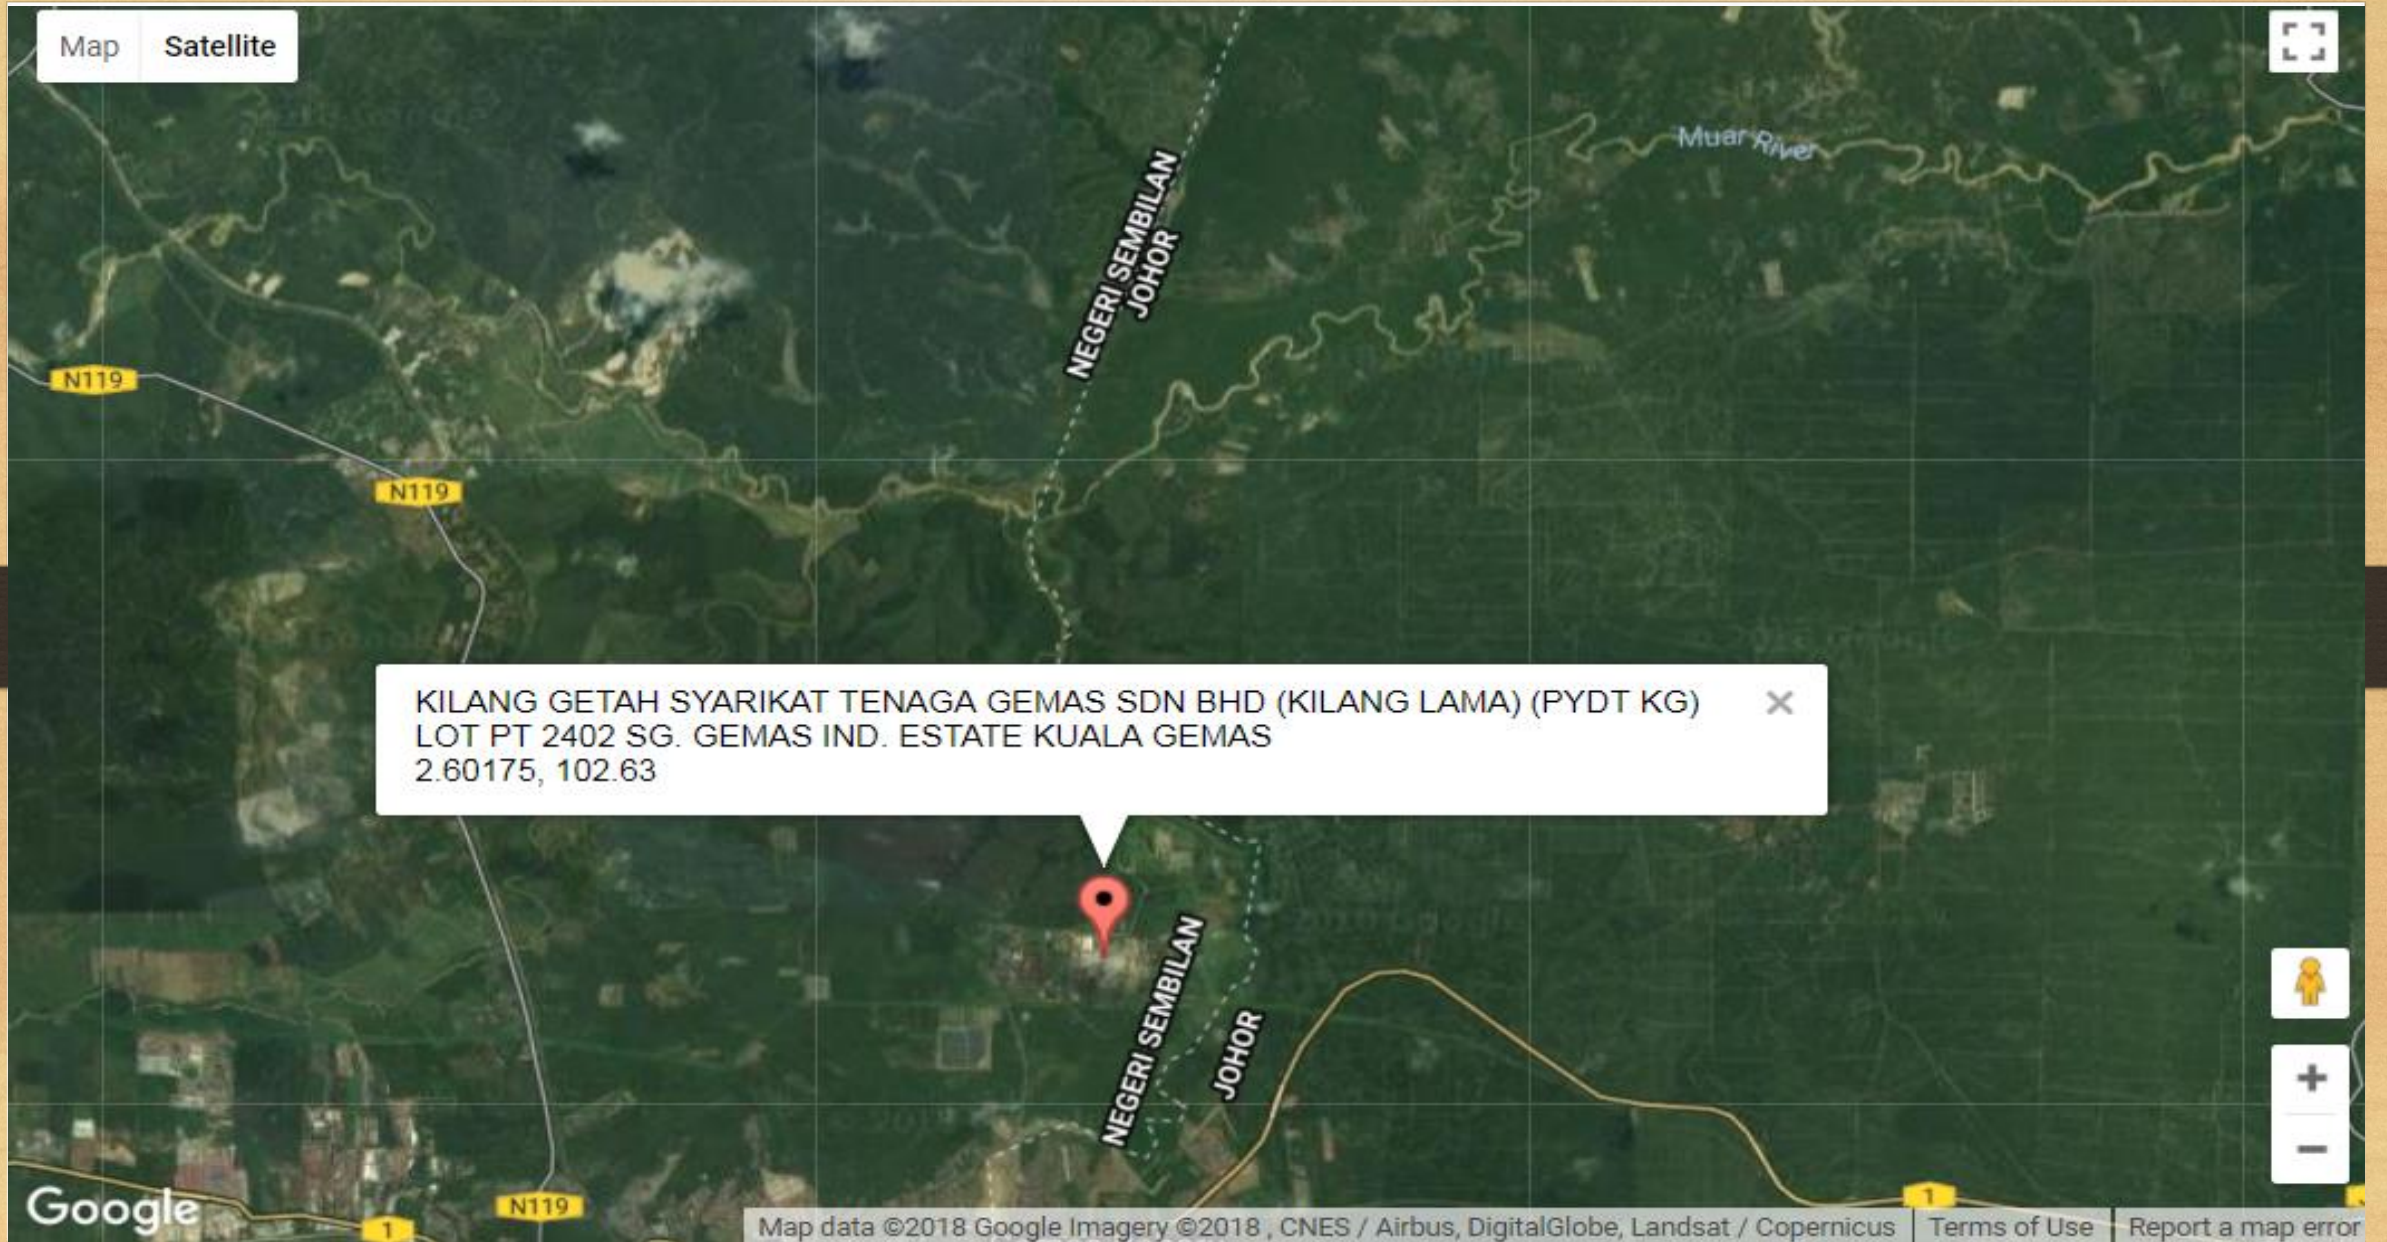 Map Satellite
Muar River
NEGERI SEMBILAN
JOHOR
N119
N119
KILANG GETAH SYARIKAT TENAGA GEMAS SDN BHD (KILANG LAMA) (PYDT KG)
LOT PT 2402 SG. GEMAS IND. ESTATE KUALA GEMAS
2.60175, 102.63
NEGERI SEMBILAN
JOHOR
Google
1
N119
1
Map data ©2018 Google Imagery ©2018 , CNES / Airbus, DigitalGlobe, Landsat / Copernicus
Terms of Use
Report a map error